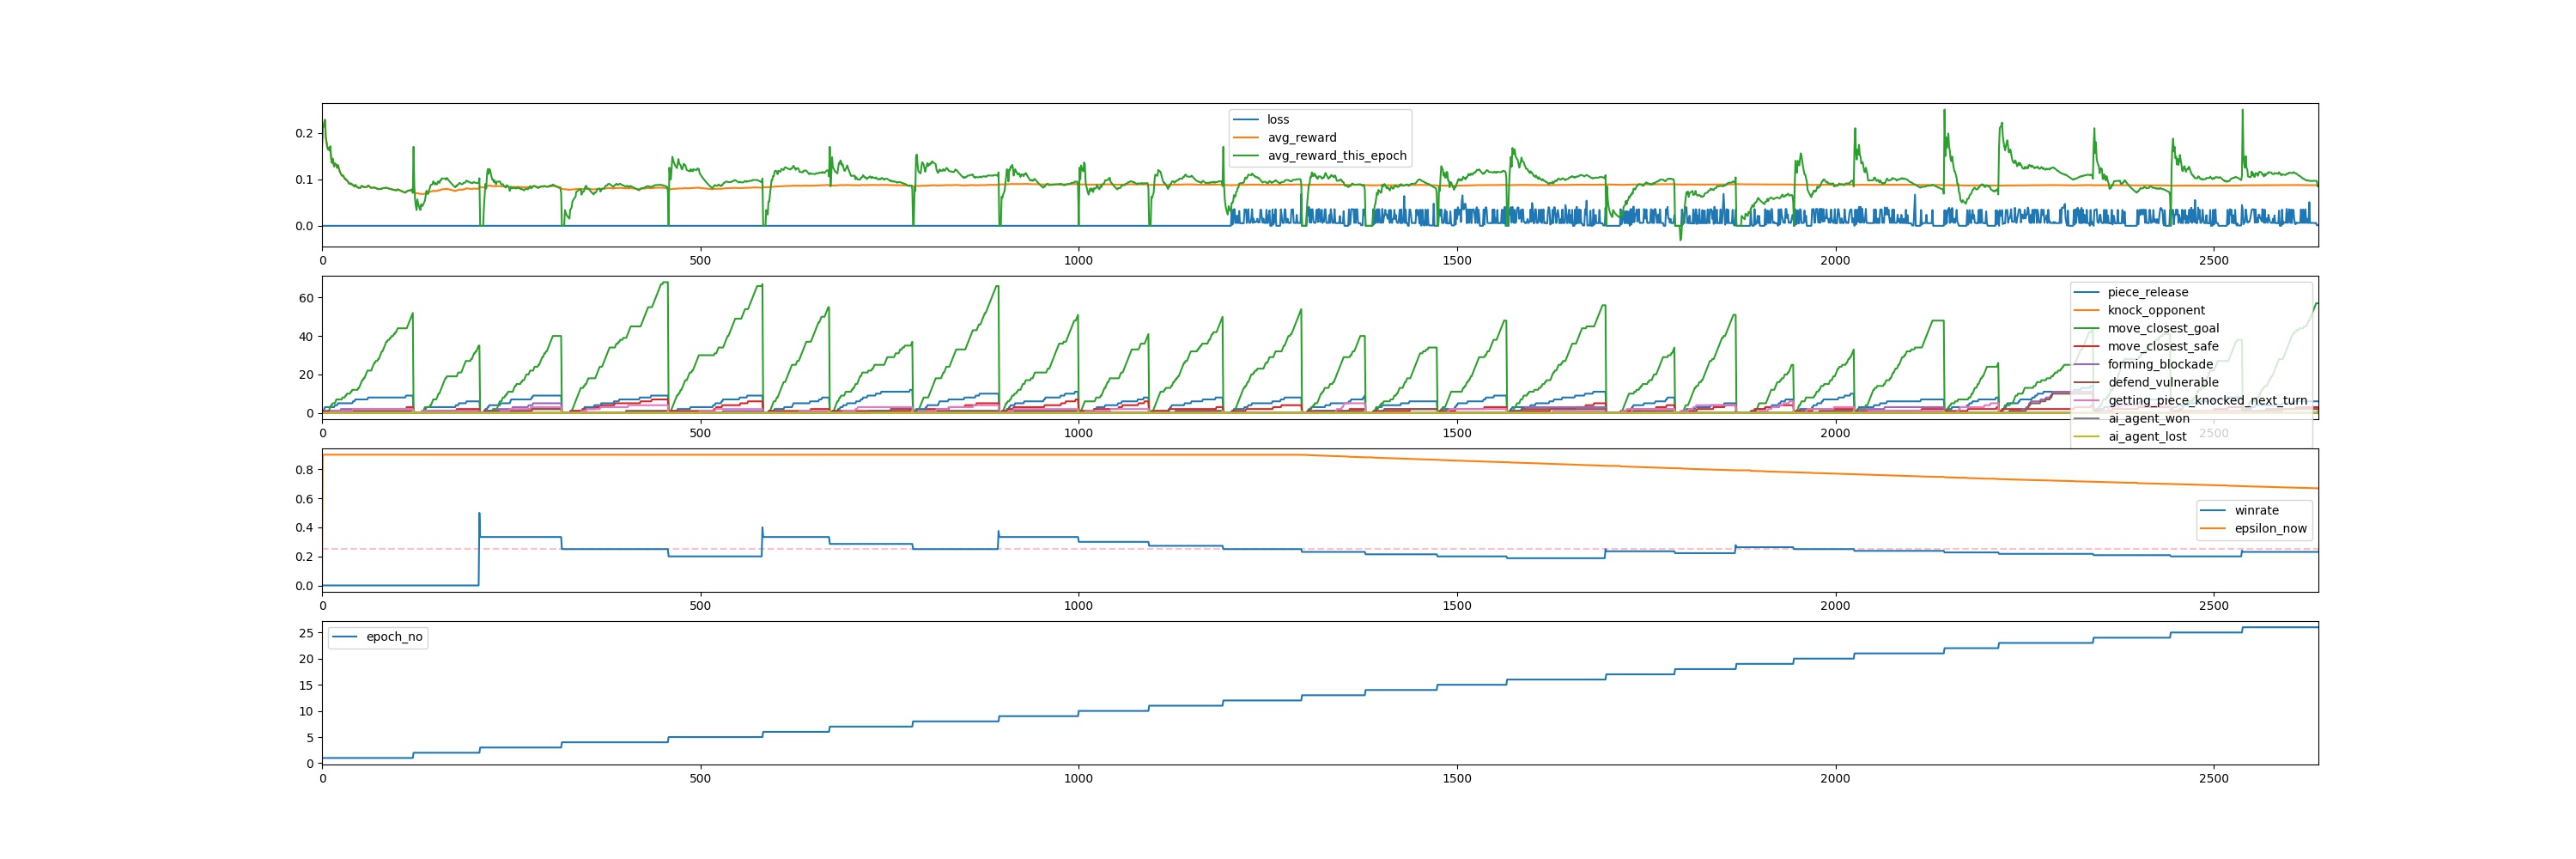 loss
avg_reward
avg_reward_this_epoch
0.2
0.1
0.0
0 500 1000 1500 2000 2500
piece_release
knock_opponent
move_closest_goal
move_closest_safe
forming_blockade
defend_vulnerable
getting_piece_knocked_next_turn
ai_agent_won
ai_agent_lost
60
40
20
0
0 500 1000 1500 2000 2500
winrate
epsilon_now
0.8
0.6
0.4
0.2
0.0
0 500 1000 1500 2000 2500
epoch_no
25
20
15
10
5
0
0 500 1000 1500 2000 2500